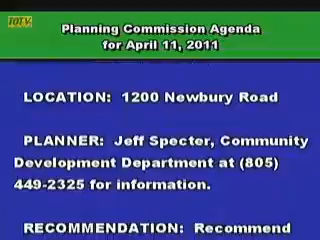 TOTV
Planning Commission Agenda
for April 11, 2011
LOCATION: 1200 Newbury Road
PLANNER: Jeff Specter, Community
Development Department at (805)
449-2325 for information.
RECOMMENDATION: Recommend